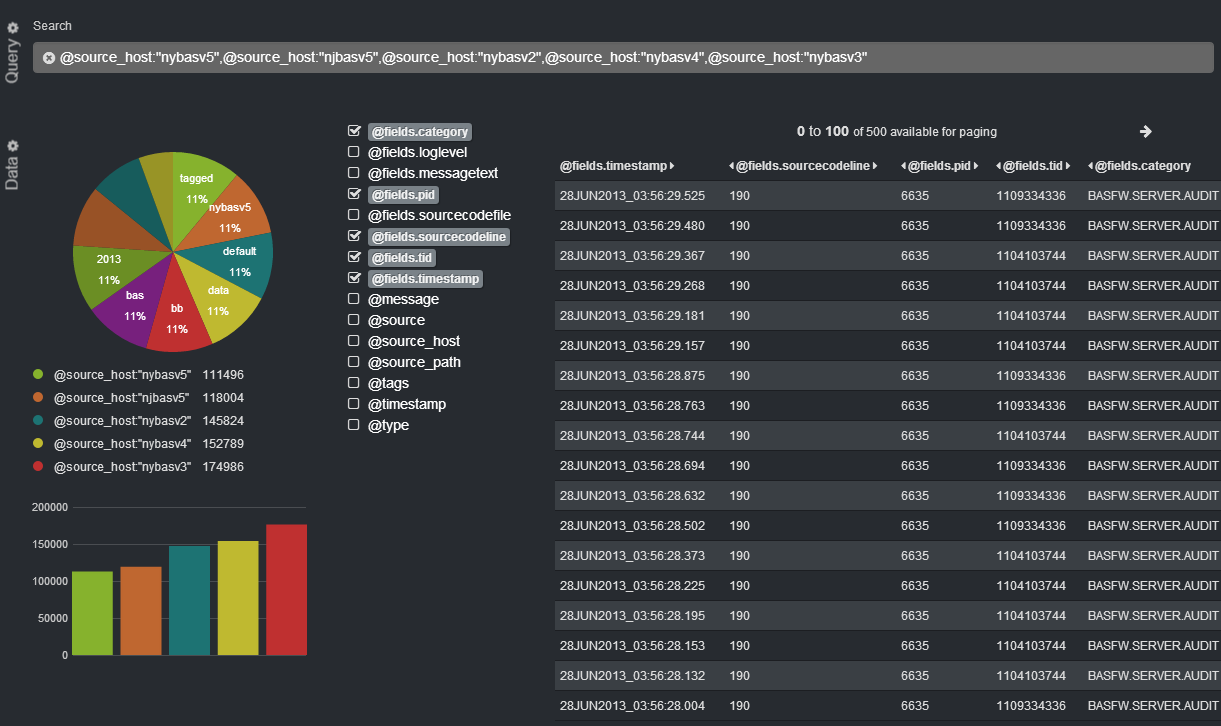 Query
Search
@source_host:"nybasv5",@source_host:"njbasv5",@source_host:"nybasv2",@source_host:"nybasv4",@source_host:"nybasv3"
Data
tagged
11%
nybasv5
11%
default
11%
data
11%
bb
11%
bas
11%
2013
11%
@source_host:"nybasv5" 111496
@source_host:"njbasv5" 118004
@source_host:"nybasv2" 145824
@source_host:"nybasv4" 152789
@source_host:"nybasv3" 174986
200000
150000
100000
50000
0
@fields.category
@fields.loglevel
@fields.messagetext
@fields.pid
@fields.sourcecodefile
@fields.sourcecodeline
@fields.tid
@fields.timestamp
@message
@source
@source_host
@source_path
@tags
@timestamp
@type
0 to 100 of 500 available for paging
@fields.timestamp @fields.sourcecodeline @fields.pid @fields.tid @fields.category
28JUN2013_03:56:29.525 190 6635 1109334336 BASFW.SERVER.AUDIT
28JUN2013_03:56:29.480 190 6635 1109334336 BASFW.SERVER.AUDIT
28JUN2013_03:56:29.367 190 6635 1104103744 BASFW.SERVER.AUDIT
28JUN2013_03:56:29.268 190 6635 1109334336 BASFW.SERVER.AUDIT
28JUN2013_03:56:29.181 190 6635 1104103744 BASFW.SERVER.AUDIT
28JUN2013_03:56:29.157 190 6635 1104103744 BASFW.SERVER.AUDIT
28JUN2013_03:56:28.875 190 6635 1109334336 BASFW.SERVER.AUDIT
28JUN2013_03:56:28.763 190 6635 1109334336 BASFW.SERVER.AUDIT
28JUN2013_03:56:28.744 190 6635 1104103744 BASFW.SERVER.AUDIT
28JUN2013_03:56:28.694 190 6635 1109334336 BASFW.SERVER.AUDIT
28JUN2013_03:56:28.632 190 6635 1109334336 BASFW.SERVER.AUDIT
28JUN2013_03:56:28.502 190 6635 1109334336 BASFW.SERVER.AUDIT
28JUN2013_03:56:28.373 190 6635 1104103744 BASFW.SERVER.AUDIT
28JUN2013_03:56:28.225 190 6635 1104103744 BASFW.SERVER.AUDIT
28JUN2013_03:56:28.195 190 6635 1104103744 BASFW.SERVER.AUDIT
28JUN2013_03:56:28.153 190 6635 1104103744 BASFW.SERVER.AUDIT
28JUN2013_03:56:28.132 190 6635 1104103744 BASFW.SERVER.AUDIT
28JUN2013_03:56:28.004 190 6635 1109334336 BASFW.SERVER.AUDIT